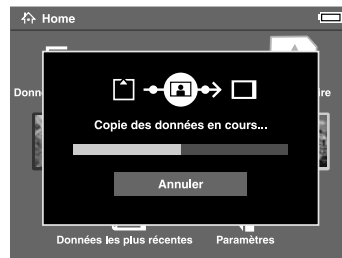 Home
Donn
ire
Copie des données en cours...
Annuler
Données les plus récentes
Paramètres